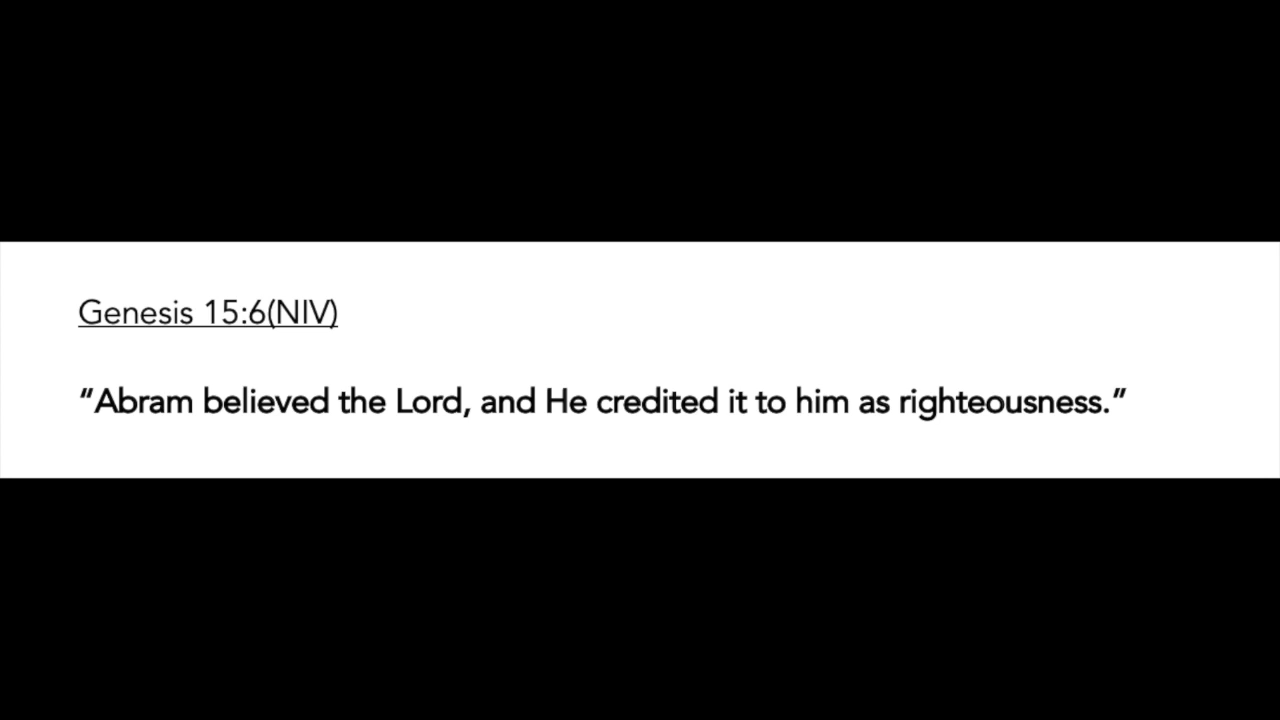 Genesis 15:6(NIV)
“Abram believed the Lord, and He credited it to him as righteousness.”